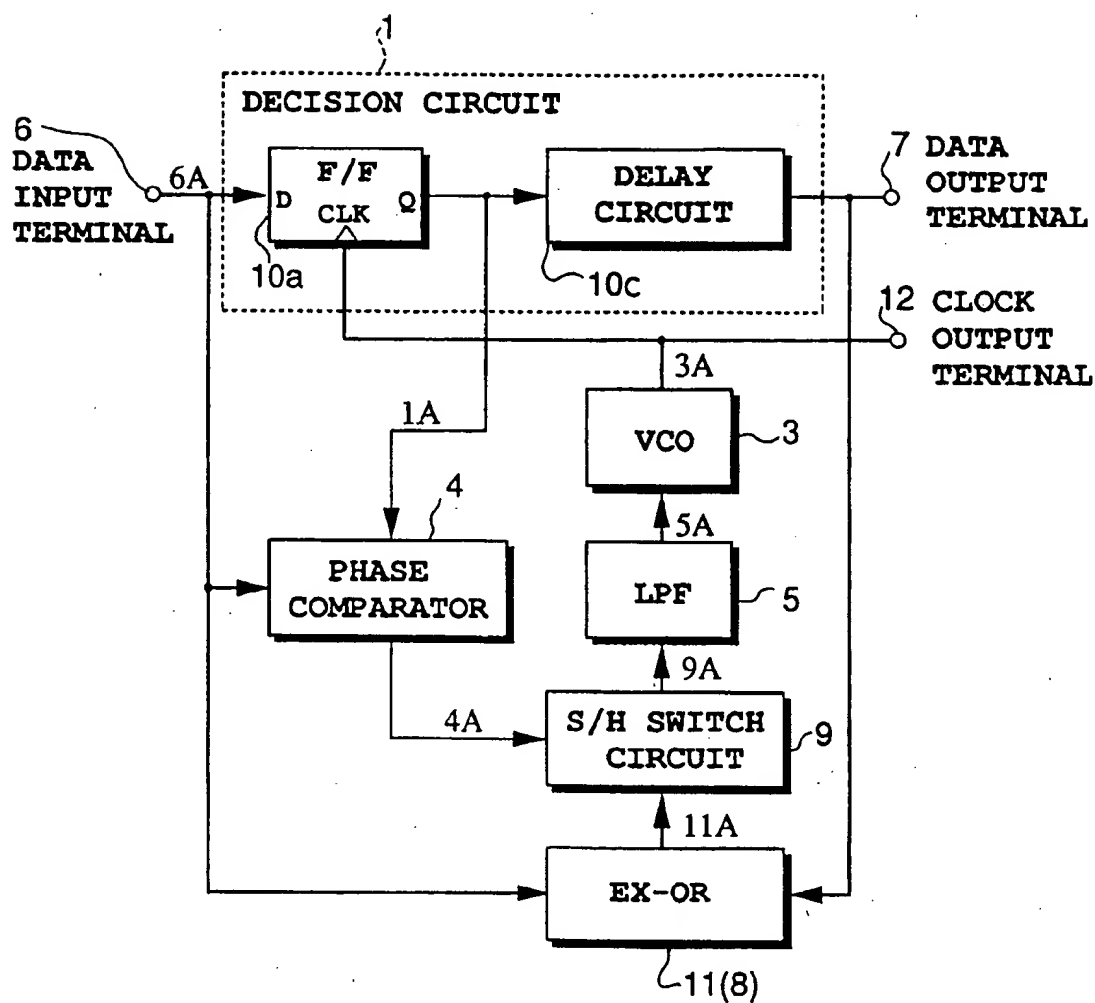 1
DECISION CIRCUIT
6
DATA
INPUT
TERMINAL
6A
F/F
D
Q
CLK
10a
DELAY
CIRCUIT
10c
7
DATA
OUTPUT
TERMINAL
12
CLOCK
OUTPUT
TERMINAL
3A
1A
VCO
3
4
5A
PHASE
COMPARATOR
LPF
5
9A
4A
S/H SWITCH
CIRCUIT
9
11A
EX-OR
11(8)